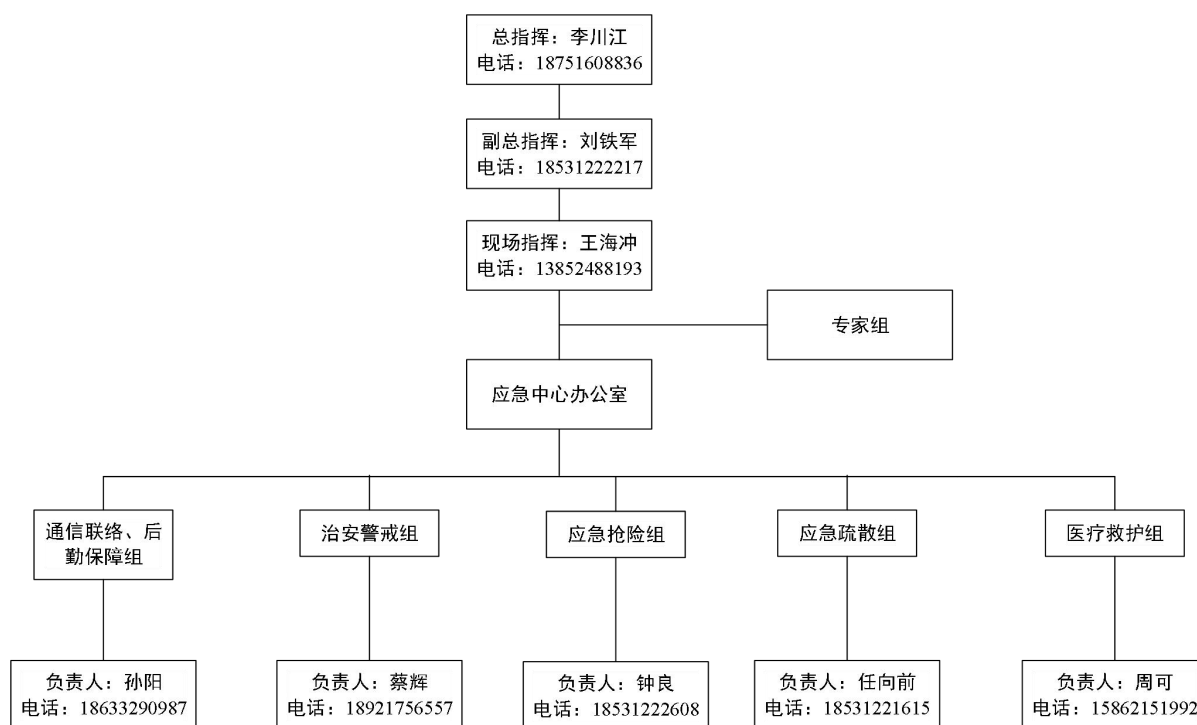 总指挥：李川江
电话：18751608836
副总指挥：刘铁军
电话：18531222217
现场指挥：王海冲
电话：13852488193
专家组
应急中心办公室
通信联络、后
勤保障组
治安警戒组
应急抢险组
应急疏散组
医疗救护组
负责人：孙阳
电话：18633290987
负责人：蔡辉
电话：18921756557
负责人：钟良
电话：18531222608
负责人：任向前
电话：18531221615
负责人：周可
电话：15862151992